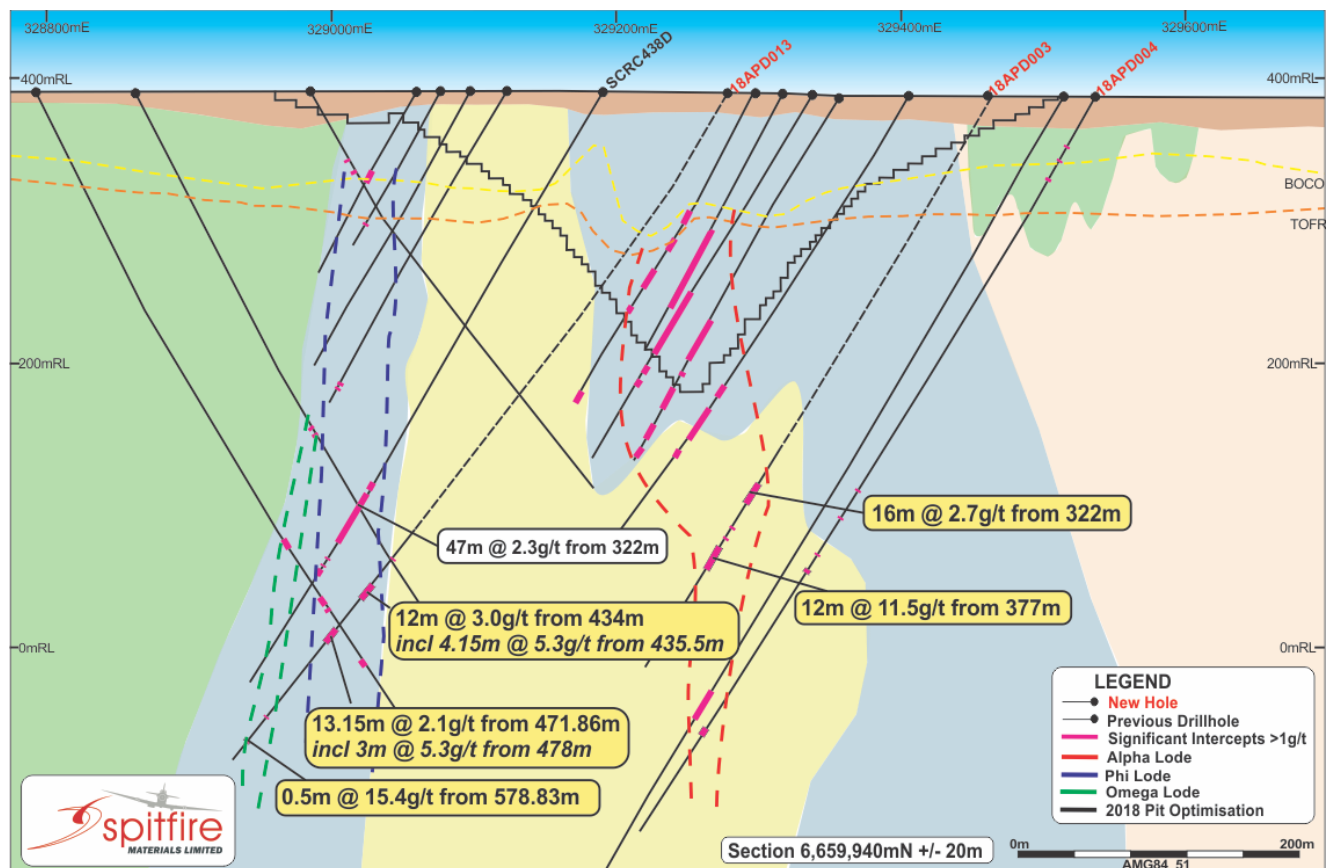 328800mE
329000mE
329200mE
329400mE
329600mE
SCRC438D
18APD013
18APD003
18APD004
400mRL
400mRL
BOCO
TOFR
200mRL
200mRL
16m @ 2.7g/t from 322m
47m @ 2.3g/t from 322m
12m @ 11.5g/t from 377m
12m @ 3.0g/t from 434m
incl 4.15m @ 5.3g/t from 435.5m
0mRL
0mRL
13.15m @ 2.1g/t from 471.86m
incl 3m @ 5.3g/t from 478m
0.5m @ 15.4g/t from 578.83m
LEGEND
New Hole
Previous Drillhole
Significant Intercepts >1g/t
Alpha Lode
Phi Lode
Omega Lode
2018 Pit Optimisation
spitfire
MATERIALS LIMITED
Section 6,659,940mN +/- 20m
0m
200m
AMG84_51